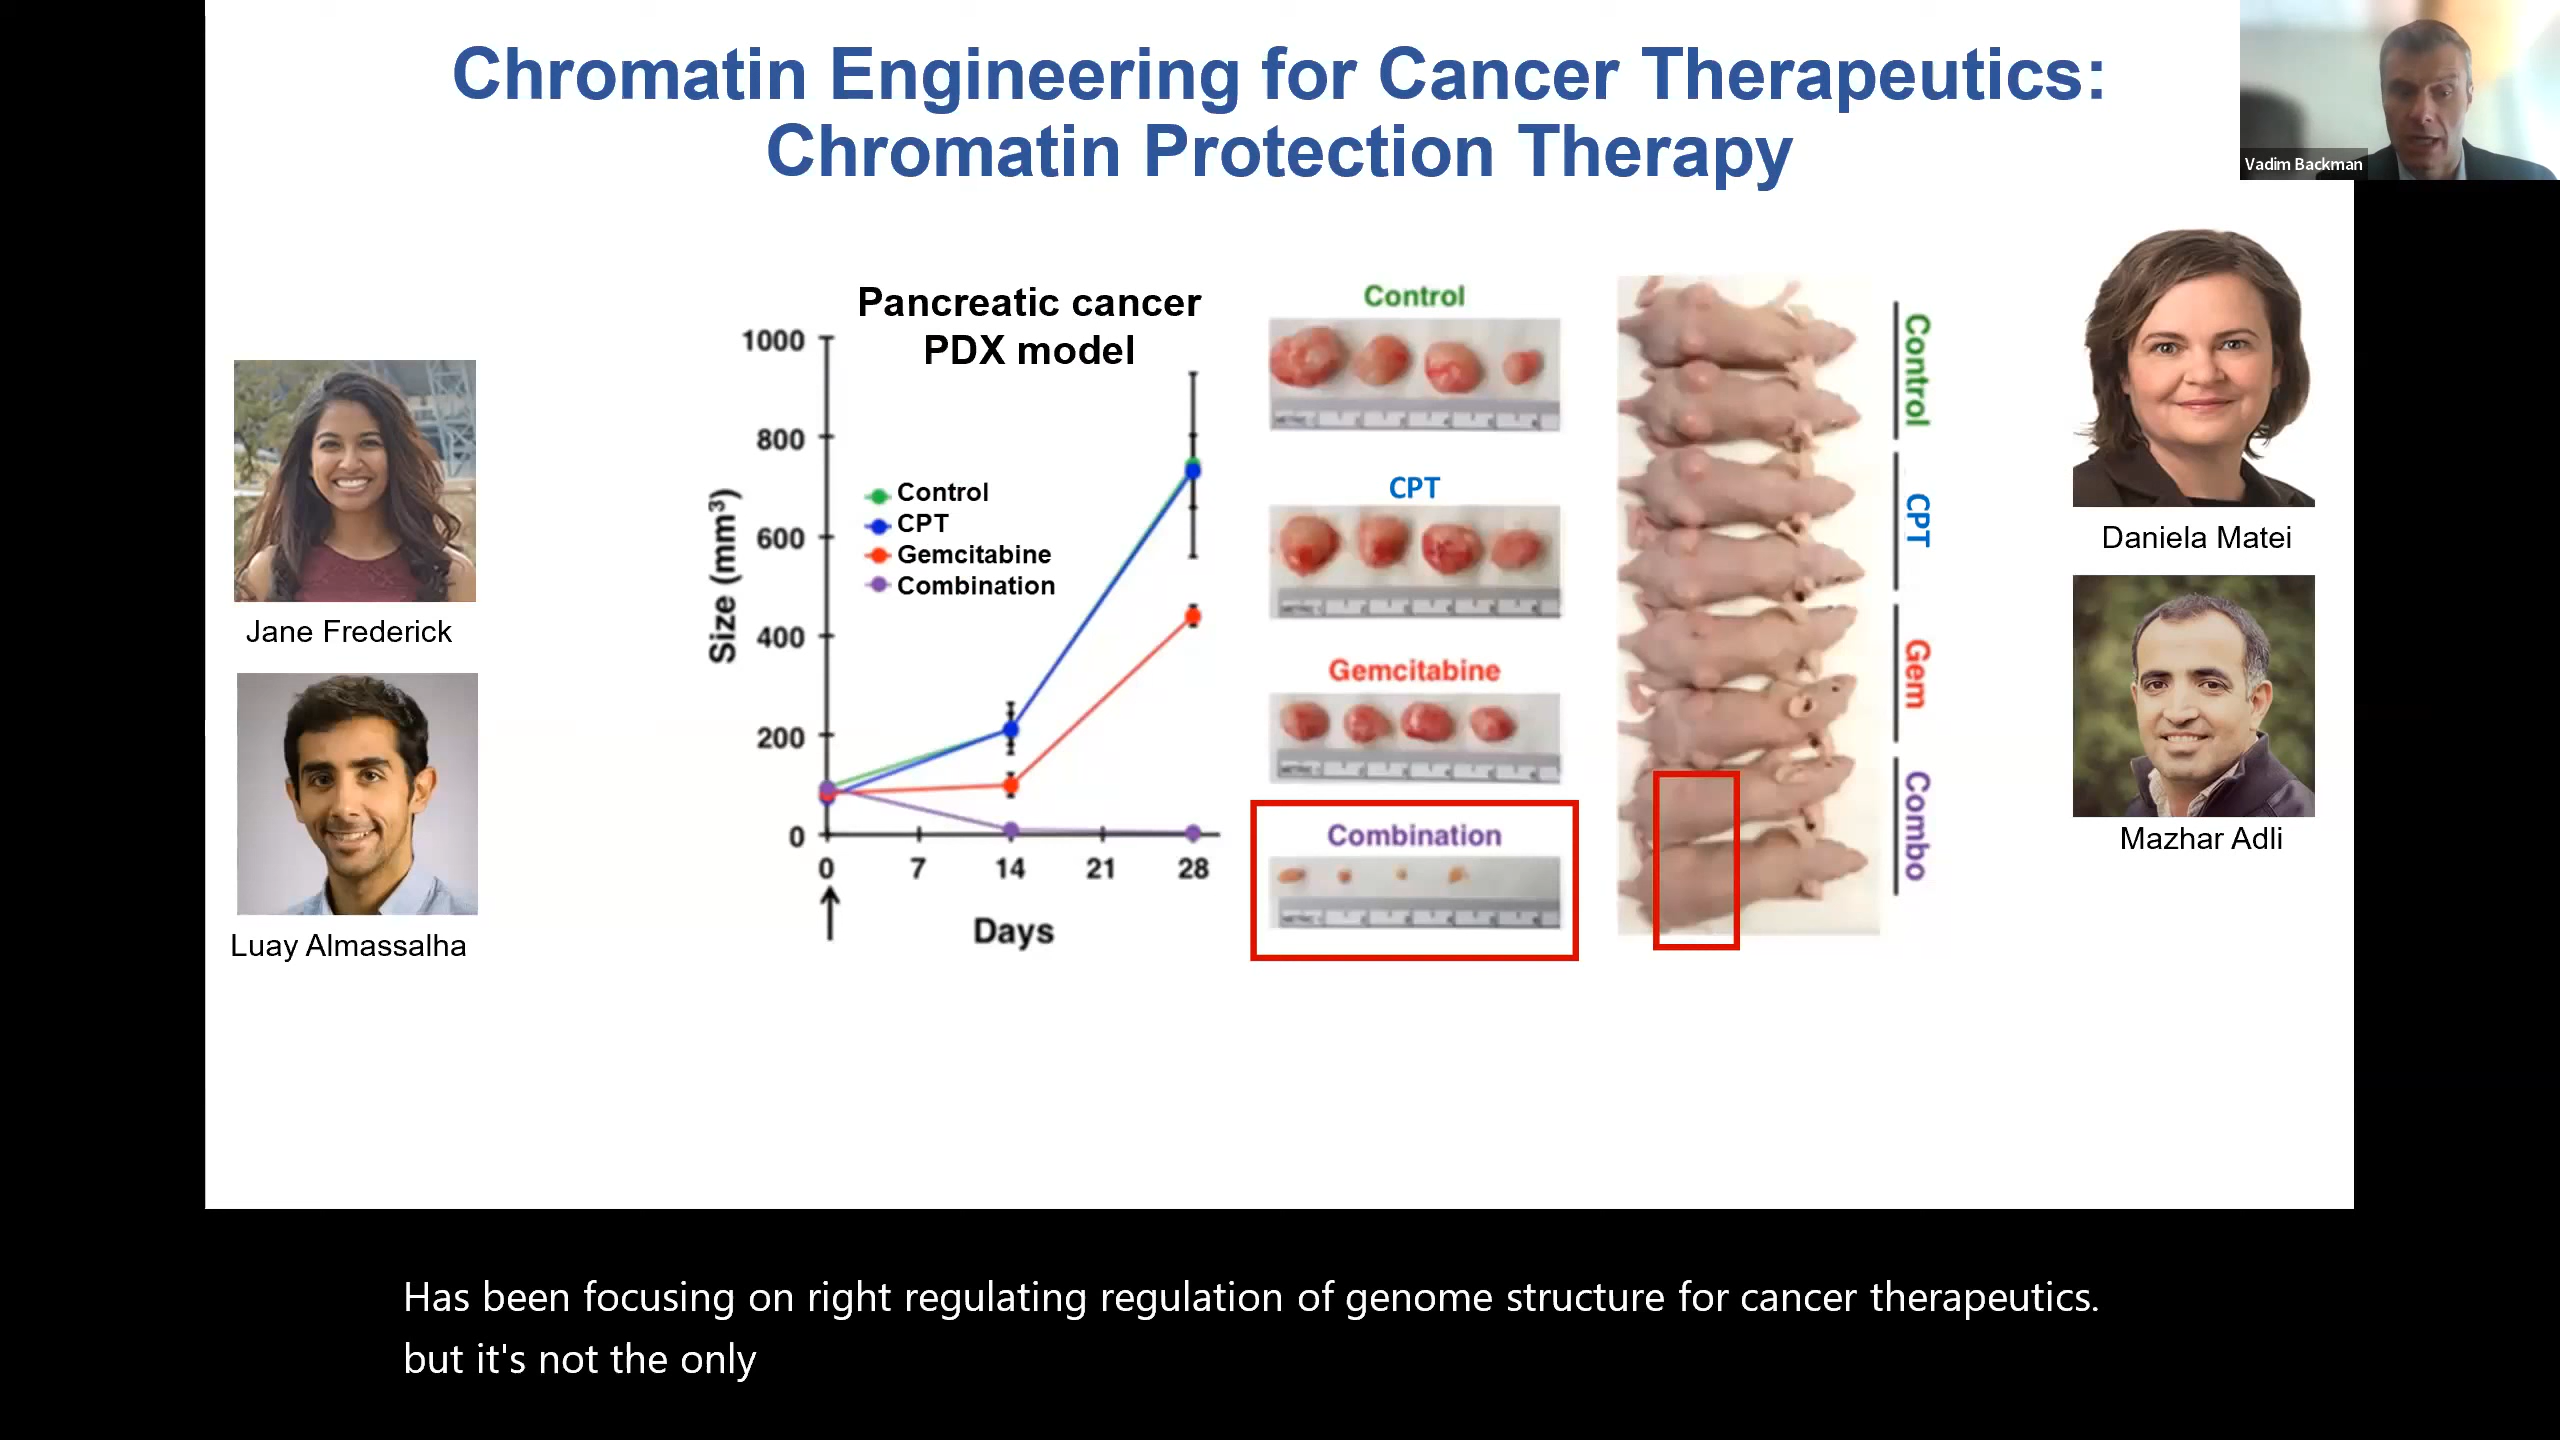 Chromatin Engineering for Cancer Therapeutics:
Chromatin Protection Therapy
Vadim Backman
Jane Frederick
Luay Almassalha
Pancreatic cancer
PDX model
1000
800
600
400
200
0
Size (mm³)
Control
CPT
Gemcitabine
Combination
0 7 14 21 28
Days
Control
CPT
Gemcitabine
Combination
Control
CPT
Gem
Combo
Daniela Matei
Mazhar Adli
Has been focusing on right regulating regulation of genome structure for cancer therapeutics.
but it's not the only